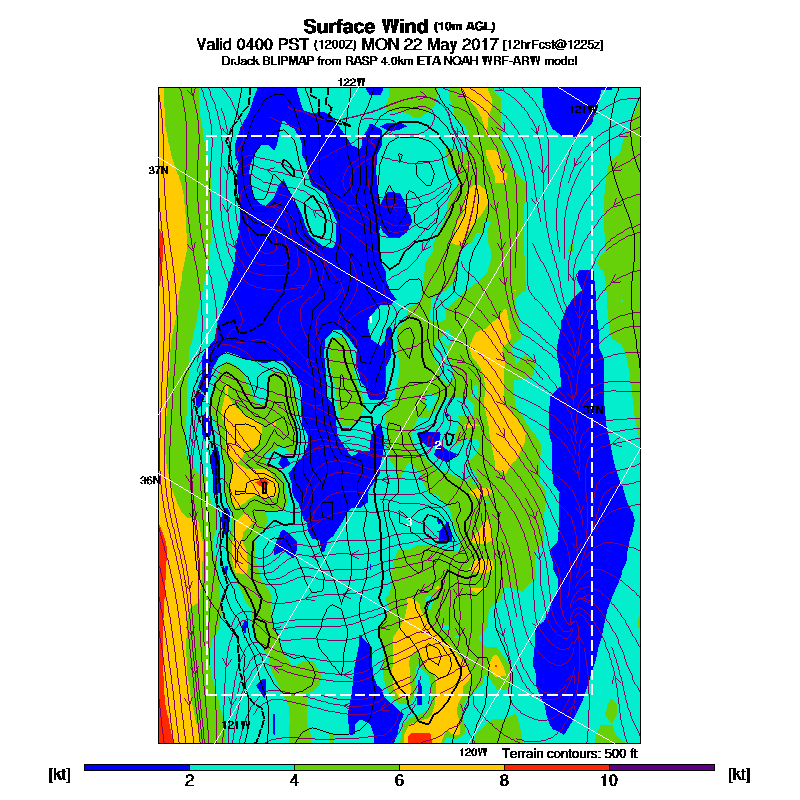 Surface Wind (10m AGL)
Valid 0400 PST (1200Z) MON 22 May 2017 [12hrFcst@1225z]
DrJack BLIPMAP from RASP 4.0km ETA NOAH WRF-ARW model
122W
121W
37N
1
37N
2
36N
3
121W
120W
Terrain contours: 500 ft
[kt]
2
4
6
8
10
[kt]